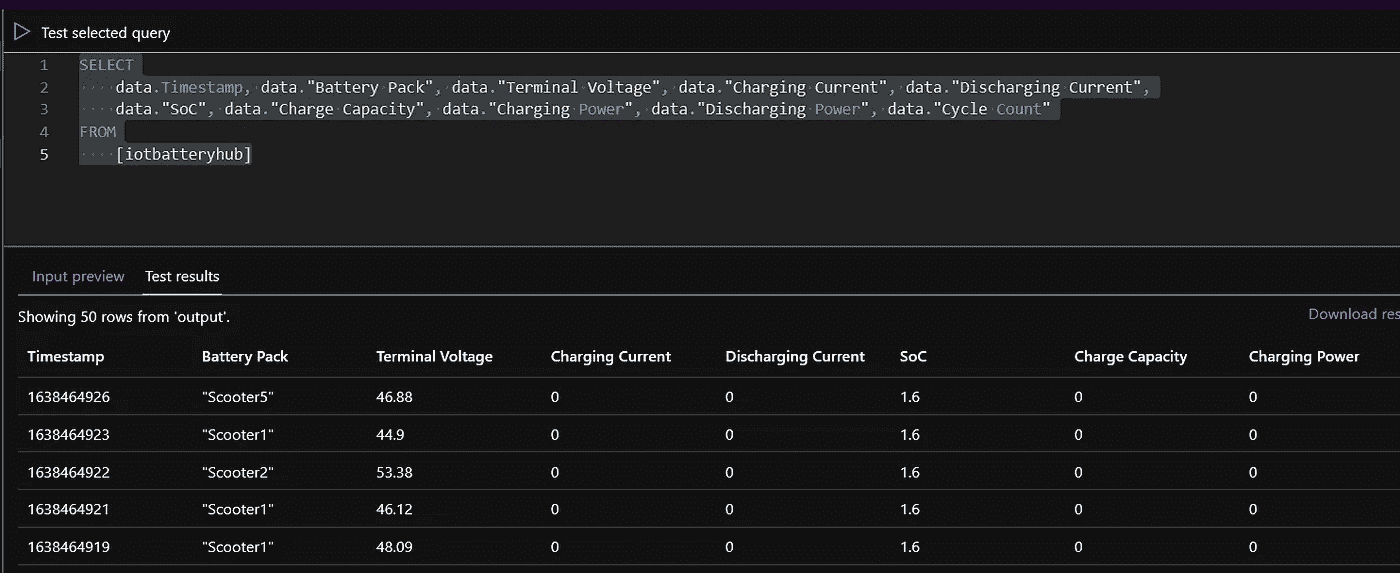 Test selected query
1 SELECT
2 data.Timestamp, data."Battery Pack", data."Terminal Voltage", data."Charging Current", data."Discharging Current",
3 data."SoC", data."Charge Capacity", data."Charging Power", data."Discharging Power", data."Cycle Count"
4 FROM
5 [iotbatteryhub]
Input preview Test results
Showing 50 rows from 'output'.
Download res
Timestamp Battery Pack Terminal Voltage Charging Current Discharging Current SoC Charge Capacity Charging Power
1638464926 "Scooter5" 46.88 0 0 1.6 0 0
1638464923 "Scooter1" 44.9 0 0 1.6 0 0
1638464922 "Scooter2" 53.38 0 0 1.6 0 0
1638464921 "Scooter1" 46.12 0 0 1.6 0 0
1638464919 "Scooter1" 48.09 0 0 1.6 0 0